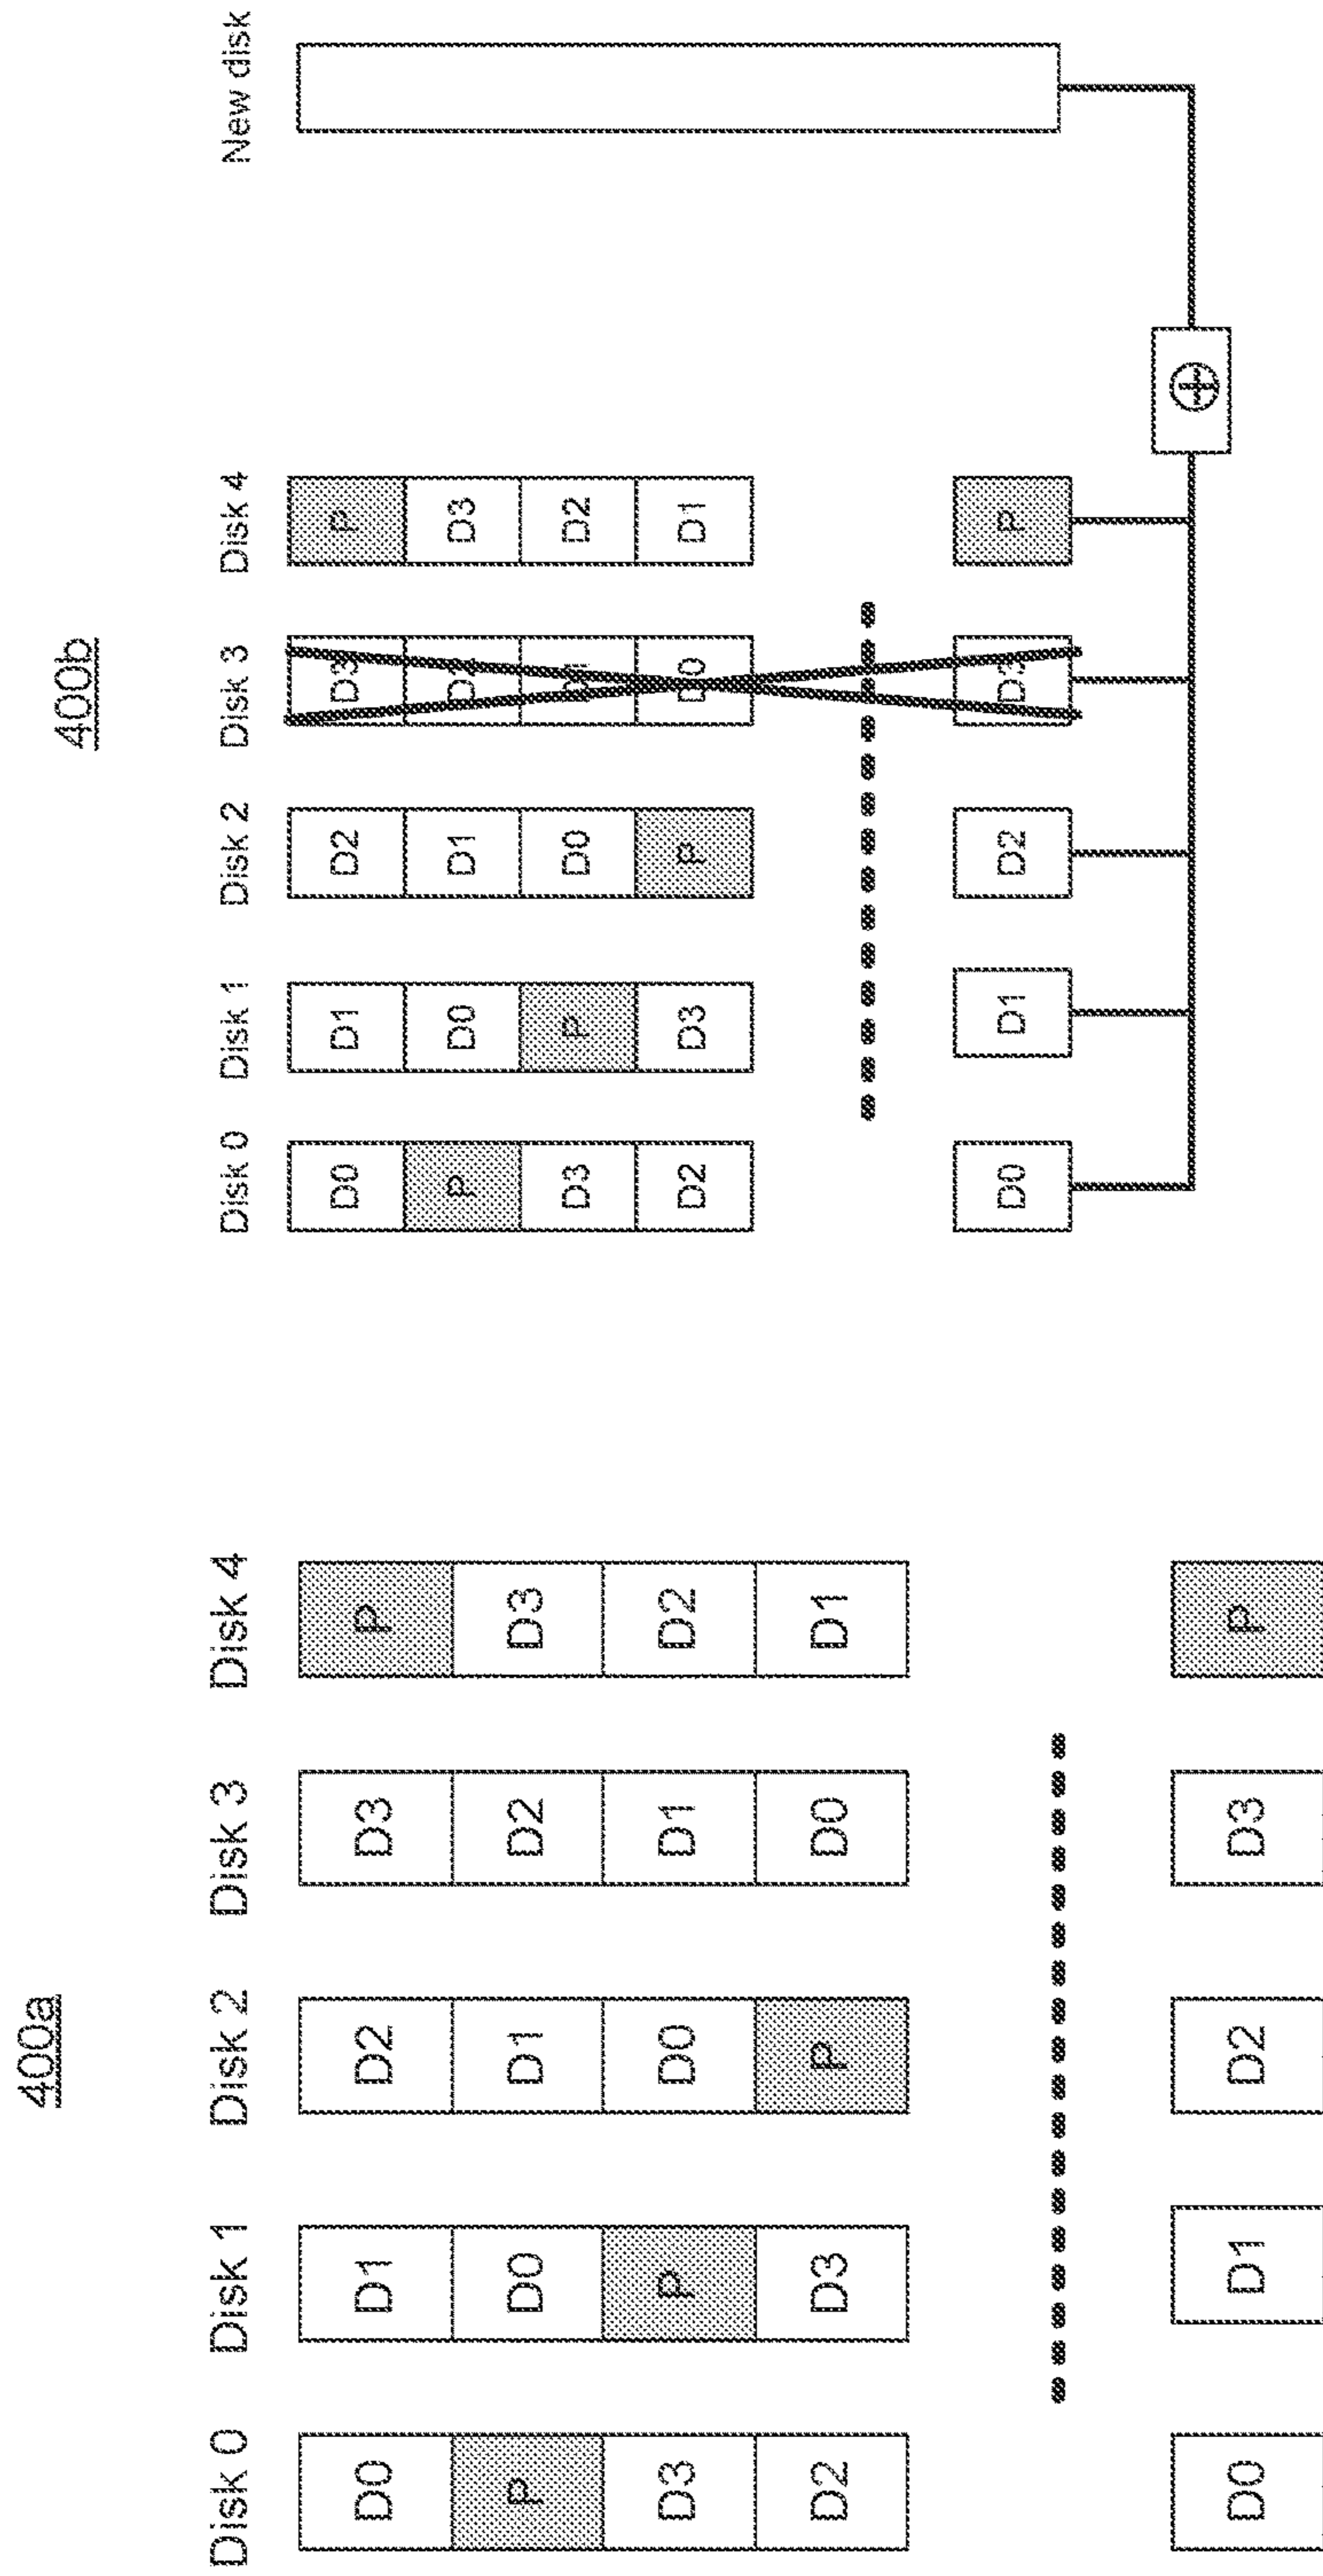 400a
Disk 0 Disk 1 Disk 2 Disk 3 Disk 4
D0 D1 D2 D3 P
P D0 D1 D2 D3
D3 P D0 D1 D2
D2 D3 P D0 D1
D0 D1 D2 D3 P
400b
Disk 0 Disk 1 Disk 2 Disk 3 Disk 4 New disk
D0 D1 D2 D3 P
P D0 D1 D3
D3 P D0 D2
D2 D3 P D0 D1
D0 D1 D2 D3 P